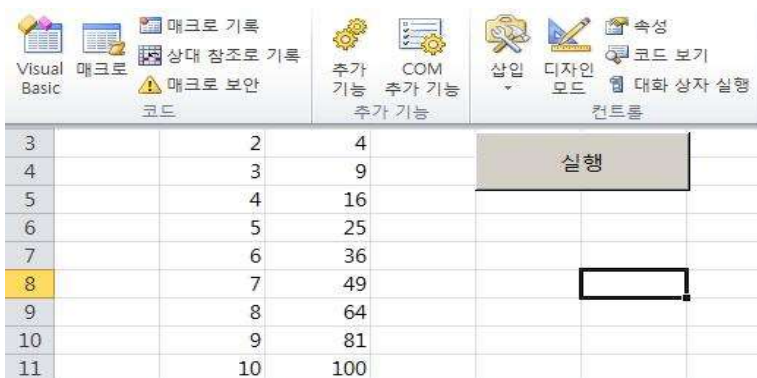 Visual Basic
매크로
매크로 기록
상대 참조로 기록
매크로 보안
코드
추가 기능
COM 추가 기능
추가 기능
삽입
디자인 모드
속성
코드 보기
대화 상자 실행
컨트롤
3 2 4
실행
4 3 9
5 4 16
6 5 25
7 6 36
8 7 49
9 8 64
10 9 81
11 10 100